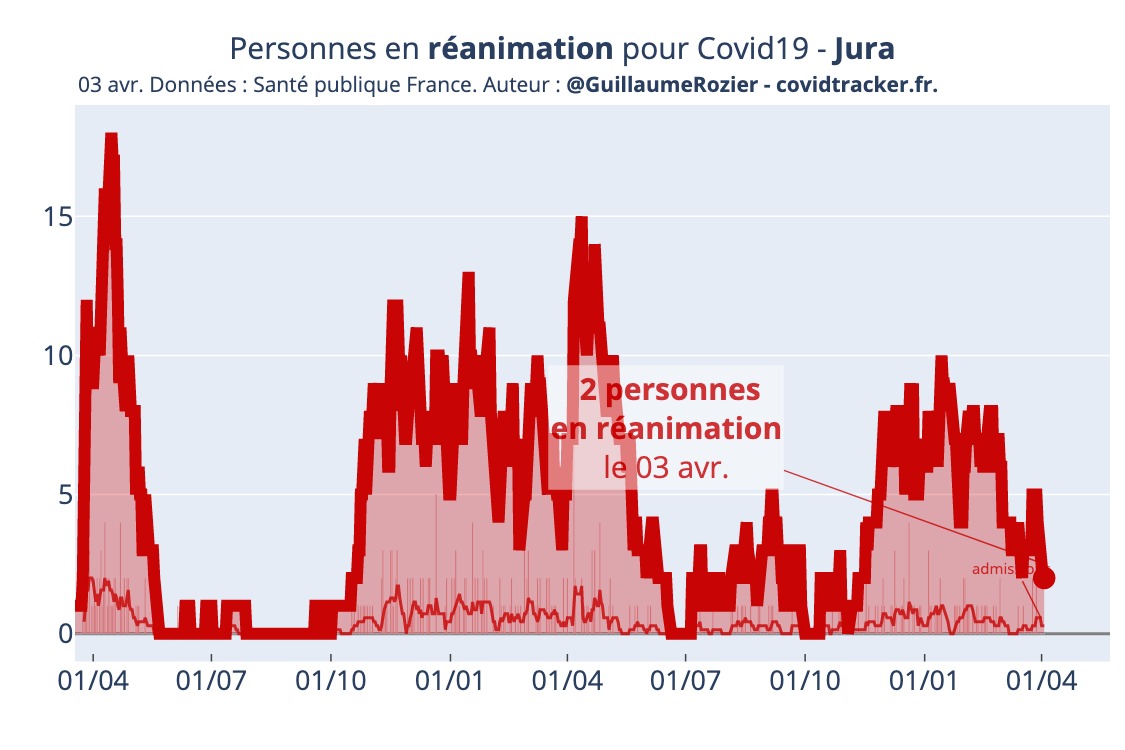 Personnes en réanimation pour Covid19 - Jura
03 avr. Données : Santé publique France. Auteur : @GuillaumeRozier - covidtracker.fr.
15
10
5
0
2 personnes
en réanimation
le 03 avr.
01/04 01/07 01/10 01/01 01/04 01/07 01/10 01/01 01/04